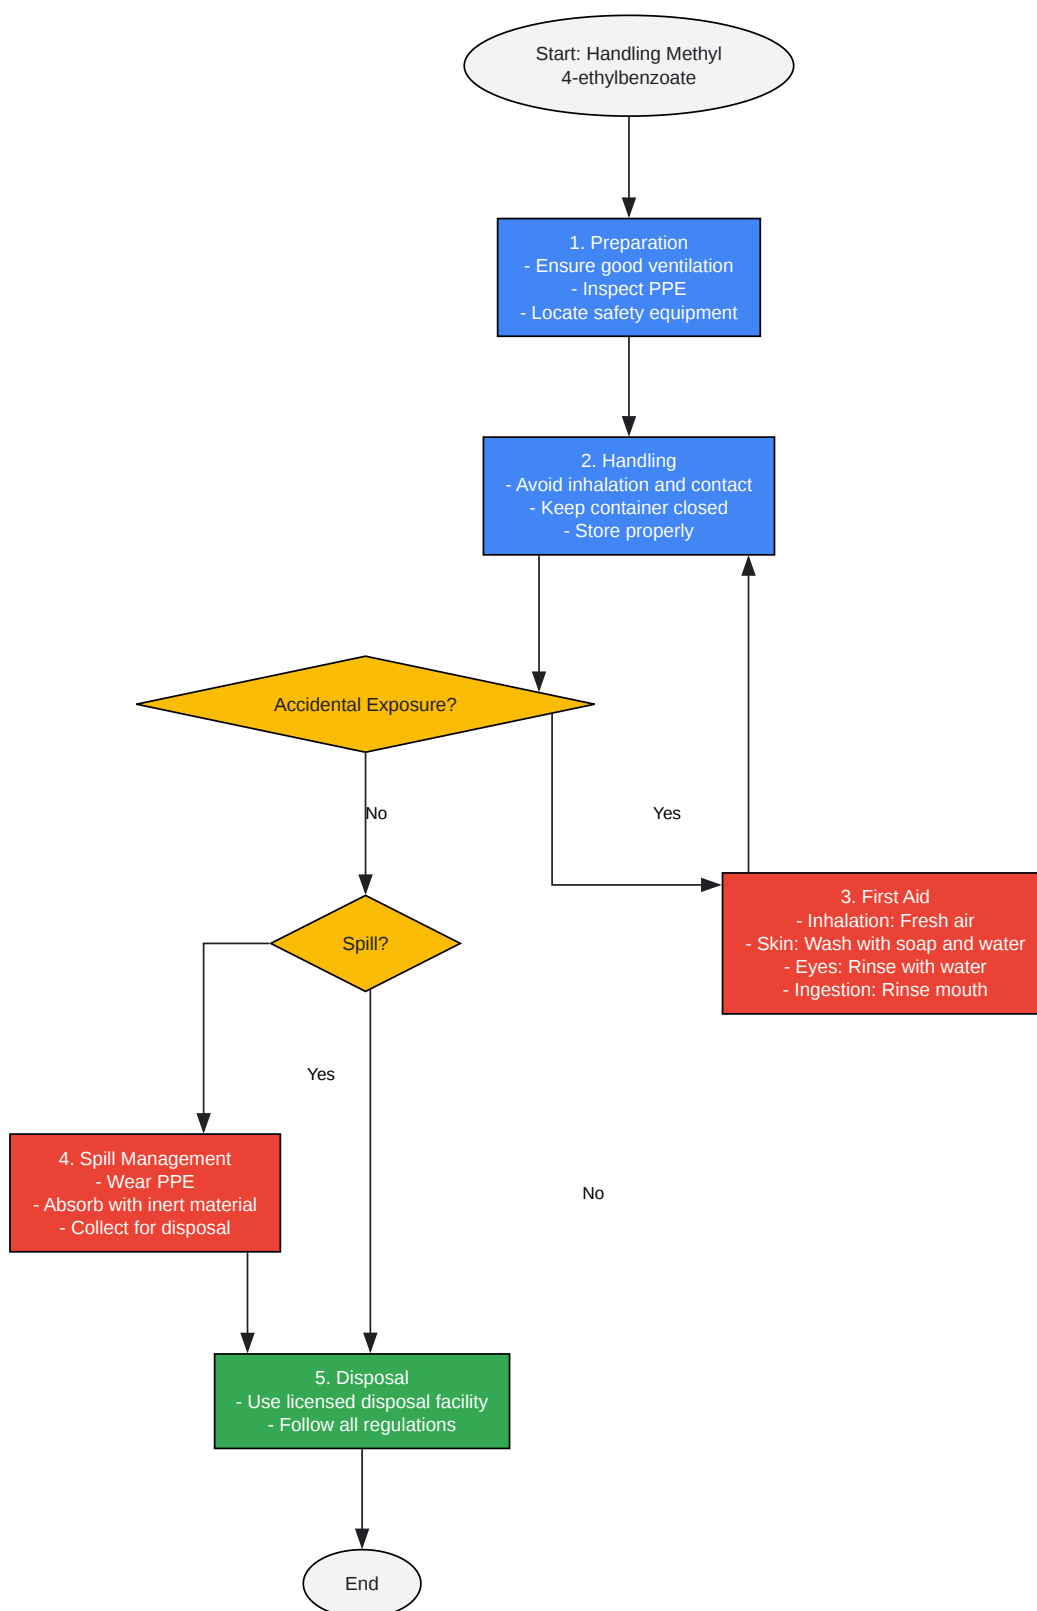 Start: Handling Methyl
4-ethylbenzoate
1. Preparation
- Ensure good ventilation
- Inspect PPE
- Locate safety equipment
2. Handling
- Avoid inhalation and contact
- Keep container closed
- Store properly
Accidental Exposure?
No
Yes
3. First Aid
- Inhalation: Fresh air
- Skin: Wash with soap and water
- Eyes: Rinse with water
- Ingestion: Rinse mouth
Spill?
Yes
No
4. Spill Management
- Wear PPE
- Absorb with inert material
- Collect for disposal
5. Disposal
- Use licensed disposal facility
- Follow all regulations
End